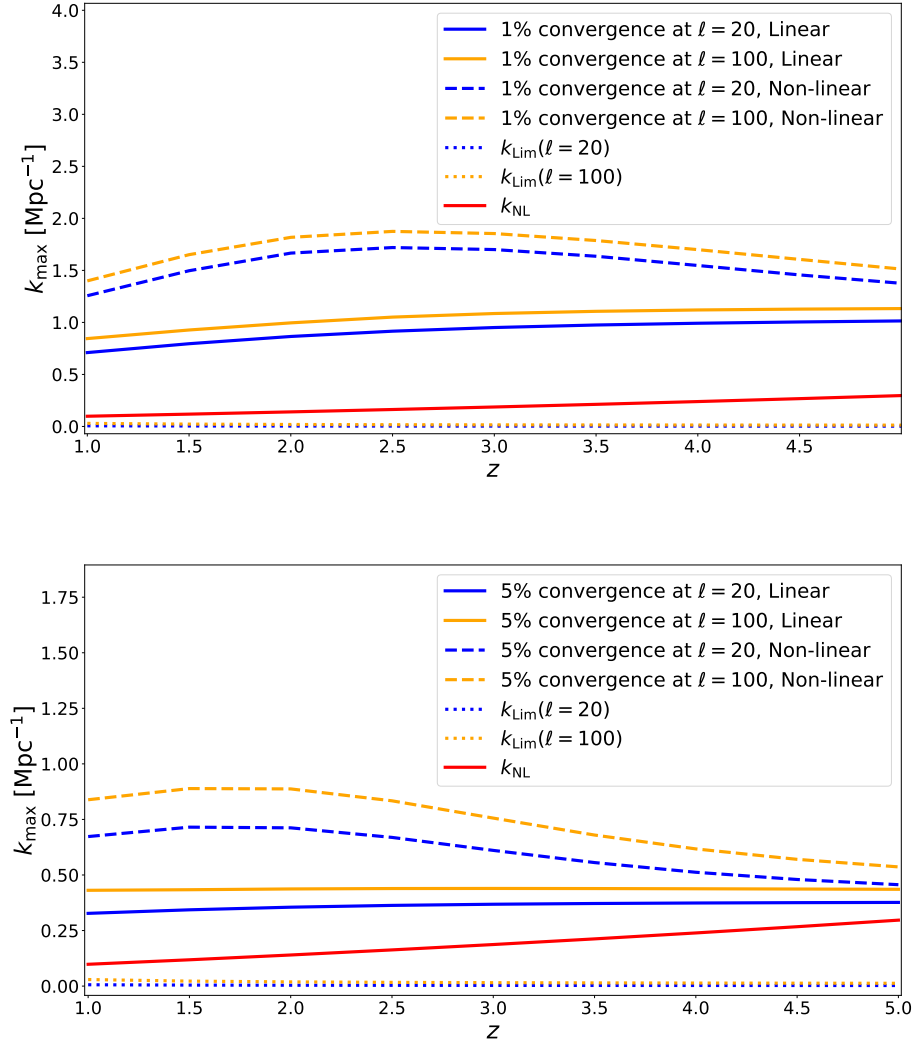 4.0
3.5
3.0
2.5
2.0
1.5
1.0
0.5
0.0
k_max [Mpc⁻¹]
1% convergence at ℓ = 20, Linear
1% convergence at ℓ = 100, Linear
1% convergence at ℓ = 20, Non-linear
1% convergence at ℓ = 100, Non-linear
k_Lim(ℓ = 20)
k_Lim(ℓ = 100)
k_NL
1.0 1.5 2.0 2.5 3.0 3.5 4.0 4.5
z
1.75
1.50
1.25
1.00
0.75
0.50
0.25
0.00
k_max [Mpc⁻¹]
5% convergence at ℓ = 20, Linear
5% convergence at ℓ = 100, Linear
5% convergence at ℓ = 20, Non-linear
5% convergence at ℓ = 100, Non-linear
k_Lim(ℓ = 20)
k_Lim(ℓ = 100)
k_NL
1.0 1.5 2.0 2.5 3.0 3.5 4.0 4.5 5.0
z